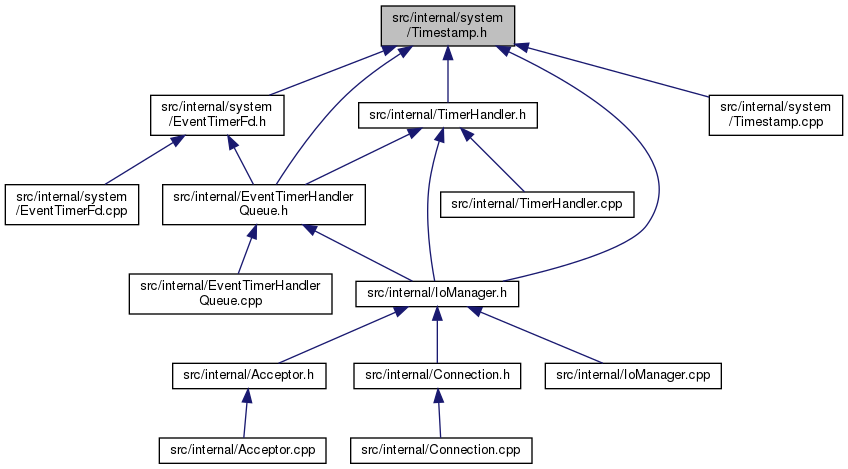 src/internal/system
/Timestamp.h
src/internal/system
/EventTimerFd.h
src/internal/TimerHandler.h
src/internal/system
/Timestamp.cpp
src/internal/system
/EventTimerFd.cpp
src/internal/EventTimerHandler
Queue.h
src/internal/TimerHandler.cpp
src/internal/EventTimerHandler
Queue.cpp
src/internal/IoManager.h
src/internal/Acceptor.h
src/internal/Connection.h
src/internal/IoManager.cpp
src/internal/Acceptor.cpp
src/internal/Connection.cpp